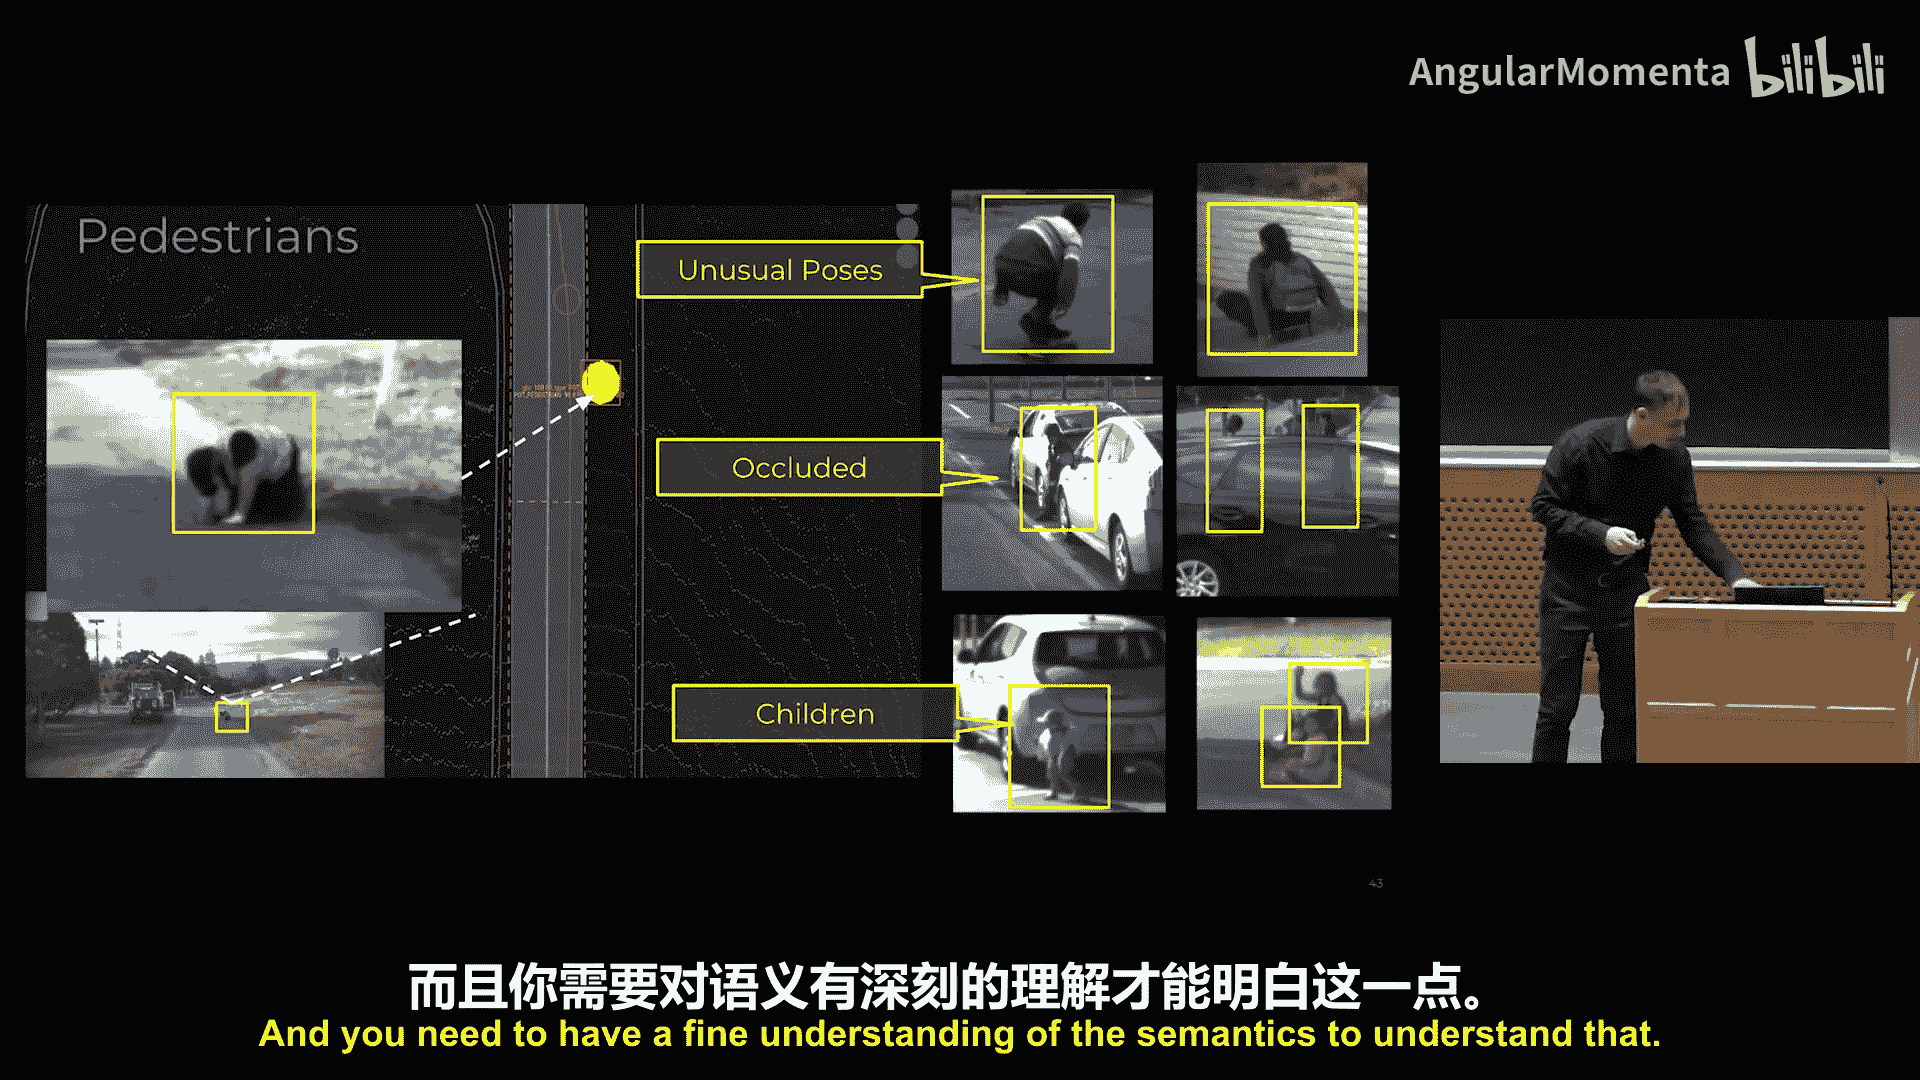 AngularMomenta bilibili
Pedestrians
Unusual Poses
Occluded
Children
43
而且你需要对语义有深刻的理解才能明白这一点。
And you need to have a fine understanding of the semantics to understand that.